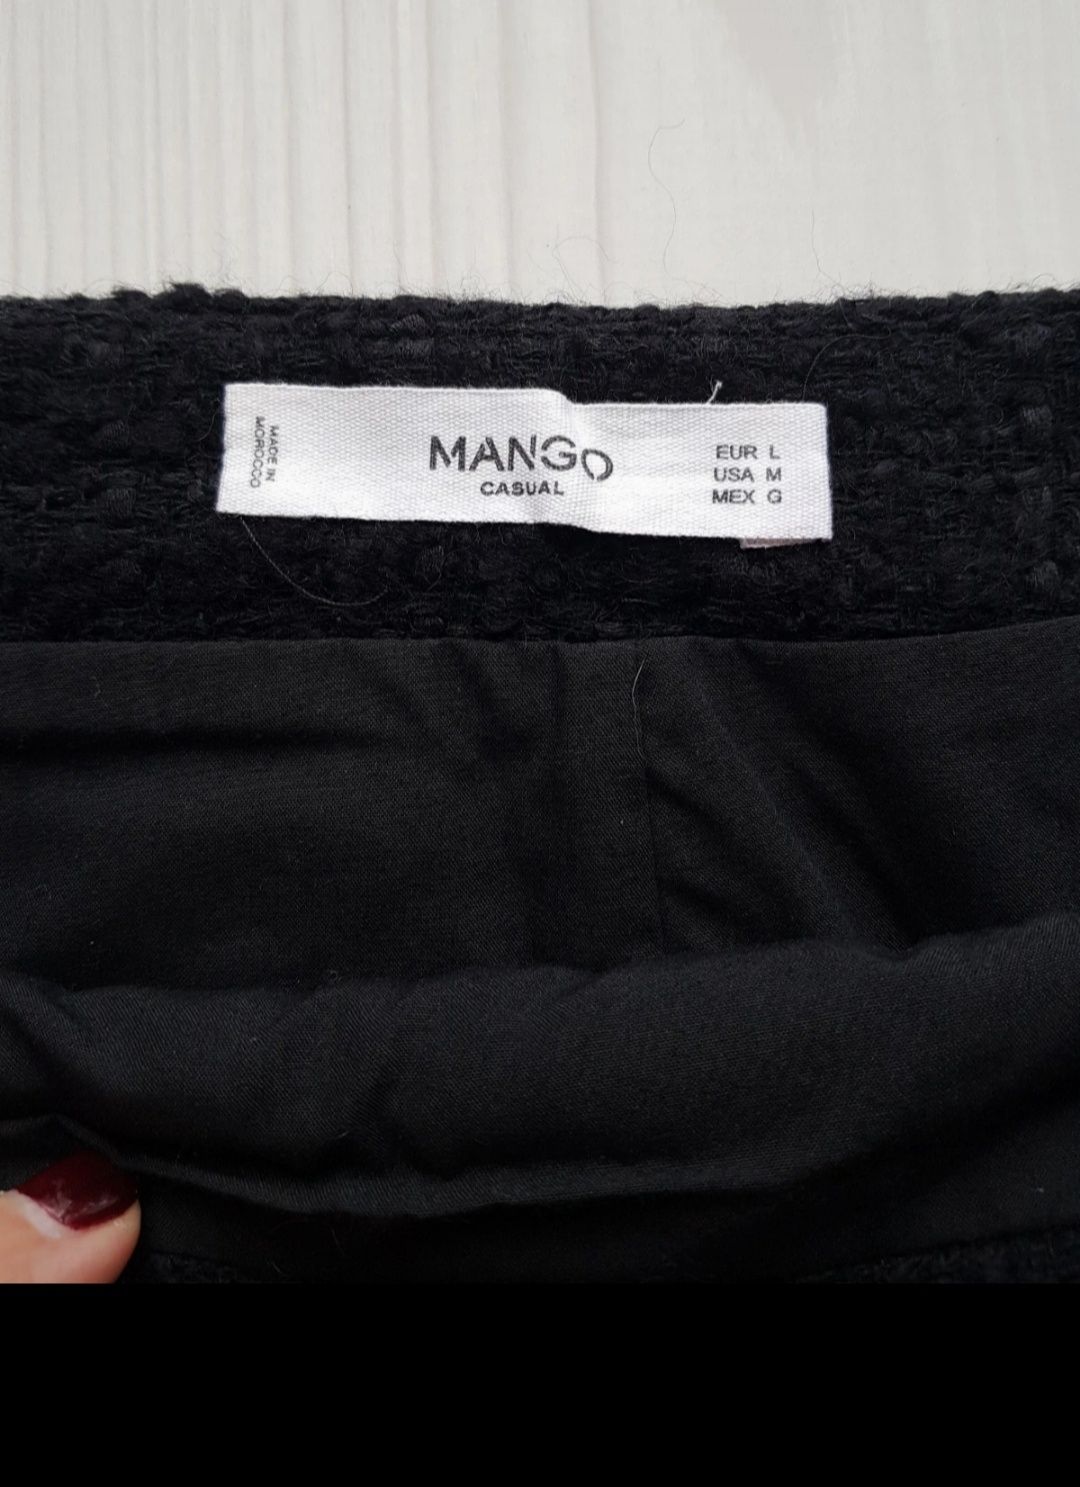 MADE IN
MOROCCO
MANGO
CASUAL
EUR L
USA M
MEX G